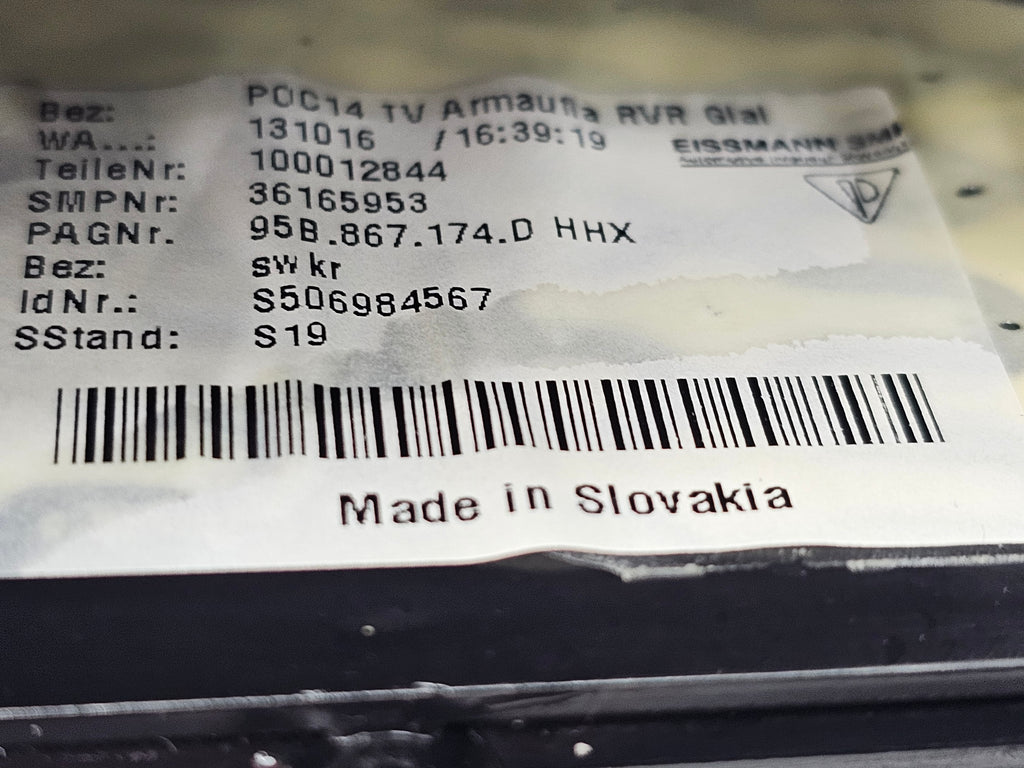 Bez: POC14 TV Armaufla RVR Glal
WA...: 131016 /16:39:19
EISSMANN
TeileNr: 100012844
SMPNr: 36165953
PAGNr. 95B.867.174.D HHX
Bez: sw kr
IdNr.: S506984567
SStand: S19
Made in Slovakia